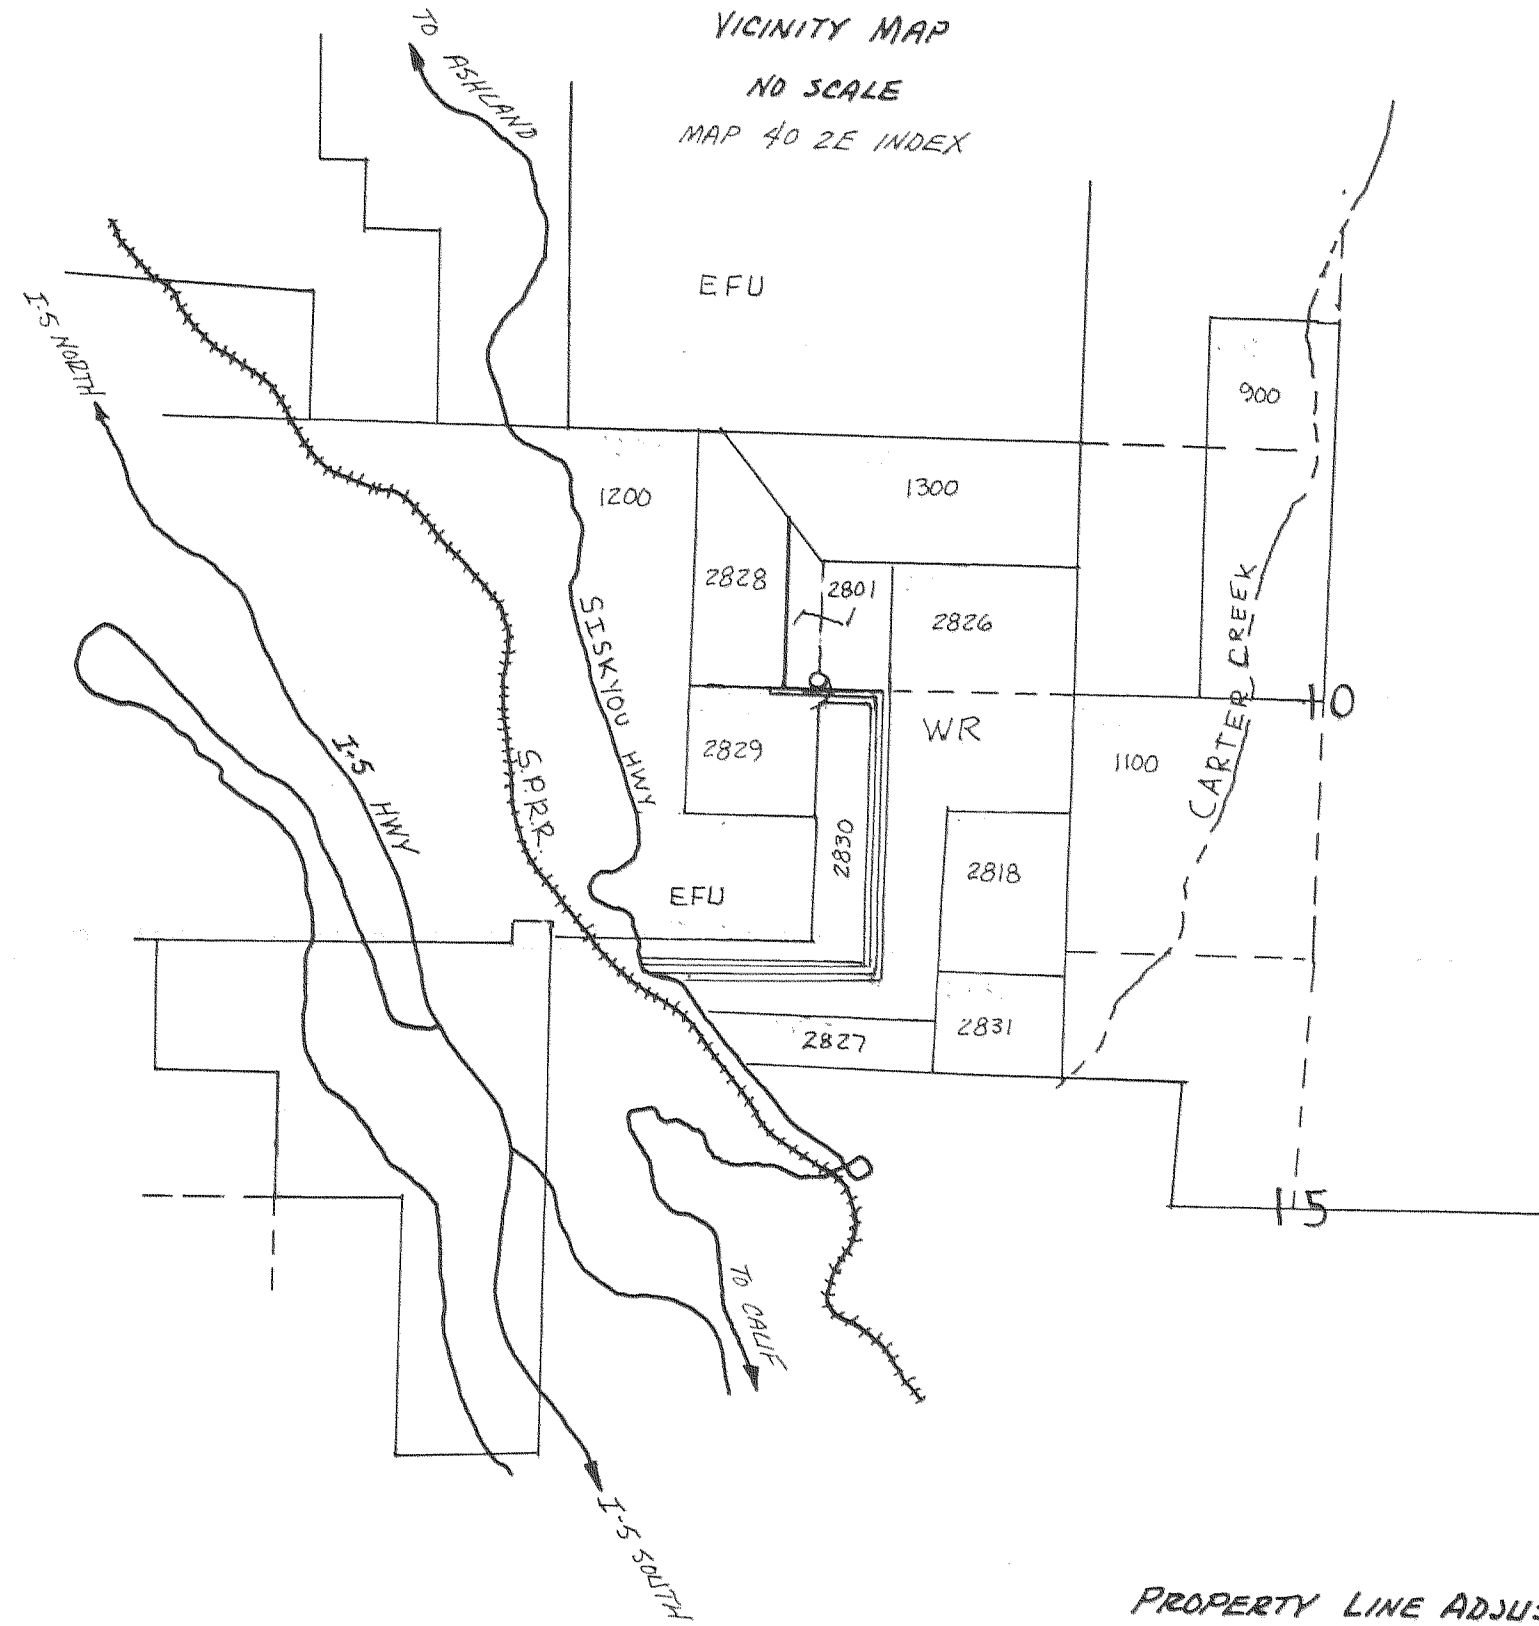 VICINITY MAP
NO SCALE
MAP 40 2E INDEX
TO ASHLAND
EFU
I-5 NORTH
900
1200
1300
2828
2801
2826
SISKYOU HWY
CARTER CREEK
10
WR
2829
1100
I-5 HWY
S.P.R.R.
2830
2818
EFU
2831
2827
15
TO CALIF
I-5 SOUTH
PROPERTY LINE ADJUS